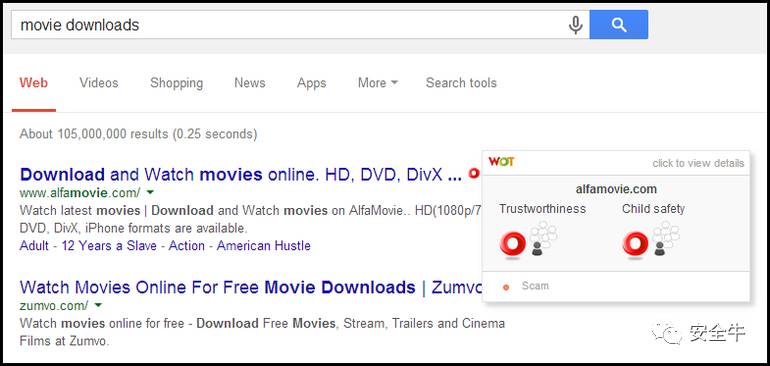 movie downloads
Web Videos Shopping News Apps More Search tools
About 105,000,000 results (0.25 seconds)
Download and Watch movies online. HD, DVD, DivX ...
www.alfamovie.com/
Watch latest movies | Download and Watch movies on AlfaMovie.. HD(1080p/7
DVD, DivX, iPhone formats are available.
Adult - 12 Years a Slave - Action - American Hustle
Watch Movies Online For Free Movie Downloads | Zumvo
zumvo.com/
Watch movies online for free - Download Free Movies, Stream, Trailers and Cinema
Films at Zumvo.
WOT click to view details
alfamovie.com
Trustworthiness Child safety
Scam
安全牛